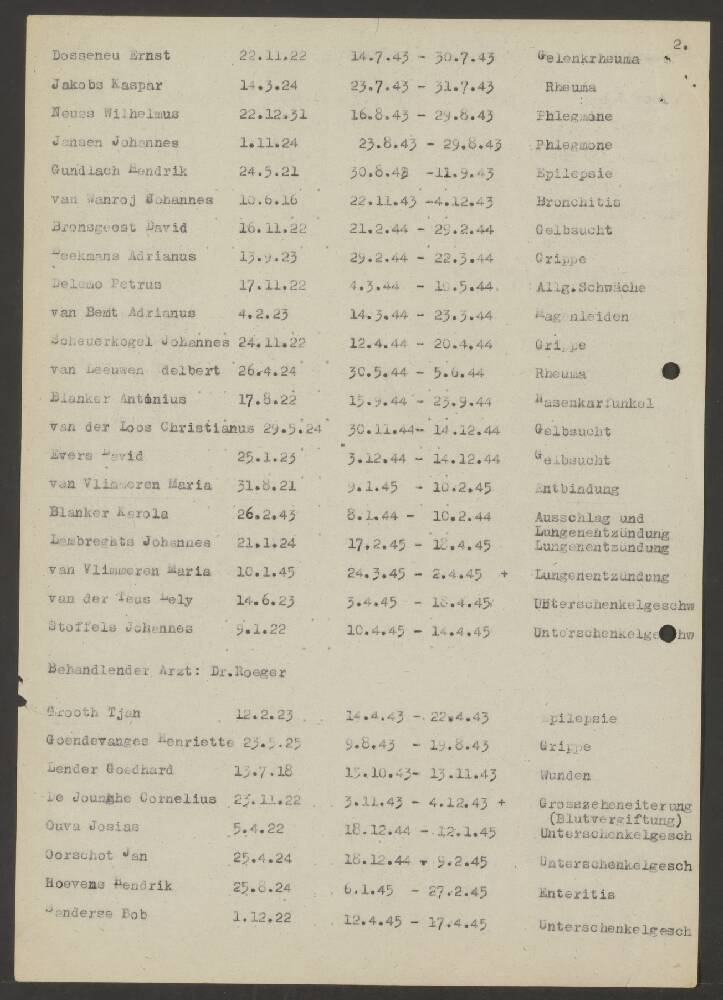 2.
Dosseneu Ernst 22.11.22 14.7.43 - 30.7.43 Gelenkrheuma
Jakobs Kaspar 14.3.24 23.7.43 - 31.7.43 Rheuma
Neuss Wilhelmus 22.12.31 16.8.43 - 29.8.43 Phlegmone
Jansen Johannes 1.11.24 23.8.43 - 29.8.43 Phlegmone
Gundlach Hendrik 24.5.21 30.8.43 -11.9.43 Epilepsie
van Wanroj Johannes 10.6.16 22.11.43 -4.12.43 Bronchitis
Bronsgeest David 16.11.22 21.2.44 - 29.2.44 Gelbsucht
Beekmans Adrianus 13.9.23 29.2.44 - 22.3.44 Grippe
Delemo Petrus 17.11.22 4.3.44 - 10.5.44. Allg.Schwäche
van Bemt Adrianus 4.2.23 14.3.44 - 23.3.44 Magenleiden
Scheuerkogel Johannes 24.11.22 12.4.44 - 20.4.44 Grippe
van Leeuwen delbert 26.4.24 30.5.44 - 5.6.44 Rheuma
Blanker Antonius 17.8.22 15.9.44 - 23.9.44 Nasenkarfunkel
van der Loos Christianus 29.5.24 30.11.44- 14.12.44 Gelbsucht
Evers David 25.1.23 3.12.44 - 14.12.44 Gelbsucht
van Vlimmeren Maria 31.8.21 9.1.45 - 10.2.45 Entbindung
Blanker Karola 26.2.43 8.1.44 - 10.2.44 Ausschlag und
Lungenentzündung
Lambreghts Johannes 21.1.24 17.2.45 - 12.4.45 Lungenentzündung
van Vlimmeren Maria 10.1.45 24.3.45 - 2.4.45 + Lungenentzündung
van der Teus Nely 14.6.23 3.4.45 - 16.4.45 Unterschenkelgeschw
Stoffels Johannes 9.1.22 10.4.45 - 14.4.45 Unterschenkelge hw
Behandlender Arzt: Dr.Roeger
Grooth Tjan 12.2.23 14.4.43 - 22.4.43 pilepsie
Goendevanges Henriette 23.5.25 9.8.43 - 19.8.43 Grippe
Lender Goedhard 13.7.18 13.10.43- 13.11.43 Wunden
De Jounghe Cornelius 23.11.22 3.11.43 - 4.12.43 + Grosszeheneiterung
(Blutvergiftung)
Ouva Josias 5.4.22 18.12.44 - 12.1.45 Unterschenkelgesch
Oorschot Jan 25.4.24 18.12.44 - 9.2.45 Unterschenkelgesch
Hoevens Hendrik 25.8.24 6.1.45 - 27.2.45 Enteritis
Sanderse Bob 1.12.22 12.4.45 - 17.4.45 Unterschenkelgesch